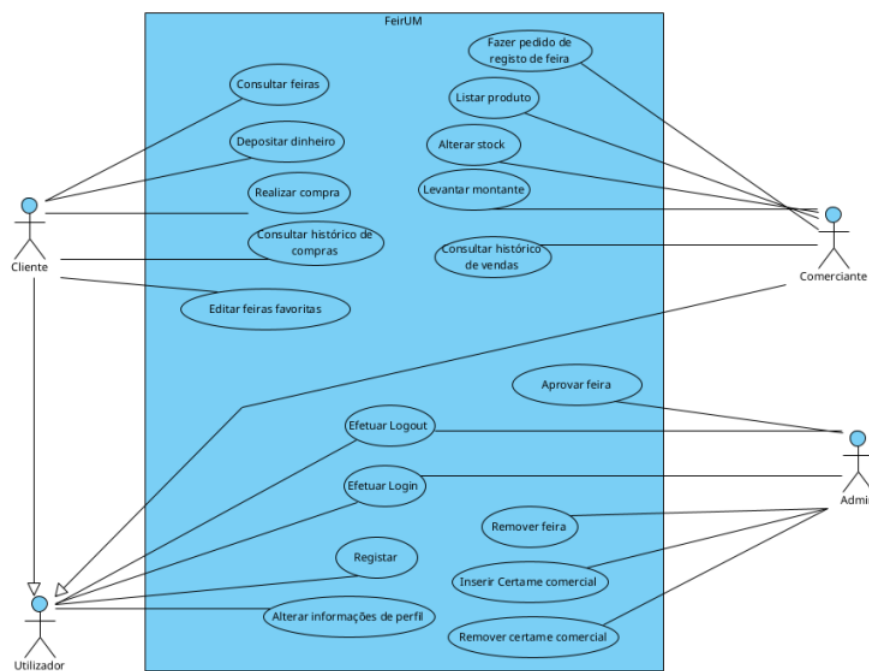 FeirUM
Fazer pedido de
registo de feira
Consultar feiras
Listar produto
Depositar dinheiro
Alterar stock
Realizar compra
Levantar montante
Consultar histórico de
compras
Consultar histórico
de vendas
Cliente
Comerciante
Editar feiras favoritas
Aprovar feira
Efetuar Logout
Efetuar Login
Admin
Remover feira
Registar
Inserir Certame comercial
Alterar informações de perfil
Remover certame comercial
Utilizador